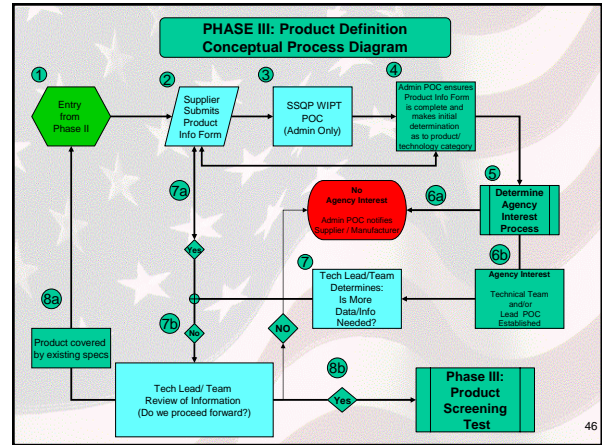 PHASE III: Product Definition
Conceptual Process Diagram
1
Entry
from
Phase II
2
Supplier
Submits
Product
Info Form
3
SSQP WIPT
POC
(Admin Only)
4
Admin POC ensures
Product Info Form
is complete and
makes initial
determination
as to product/
technology category
5
Determine
Agency
Interest
Process
6a
No
Agency Interest
Admin POC notifies
Supplier / Manufacturer
6b
Agency Interest
Technical Team
and/or
Lead POC
Established
7
Tech Lead/Team
Determines:
Is More
Data/Info
Needed?
7a
Yes
7b
No
NO
8a
Product covered
by existing specs
Tech Lead/ Team
Review of Information
(Do we proceed forward?)
8b
Yes
Phase III:
Product
Screening
Test
46